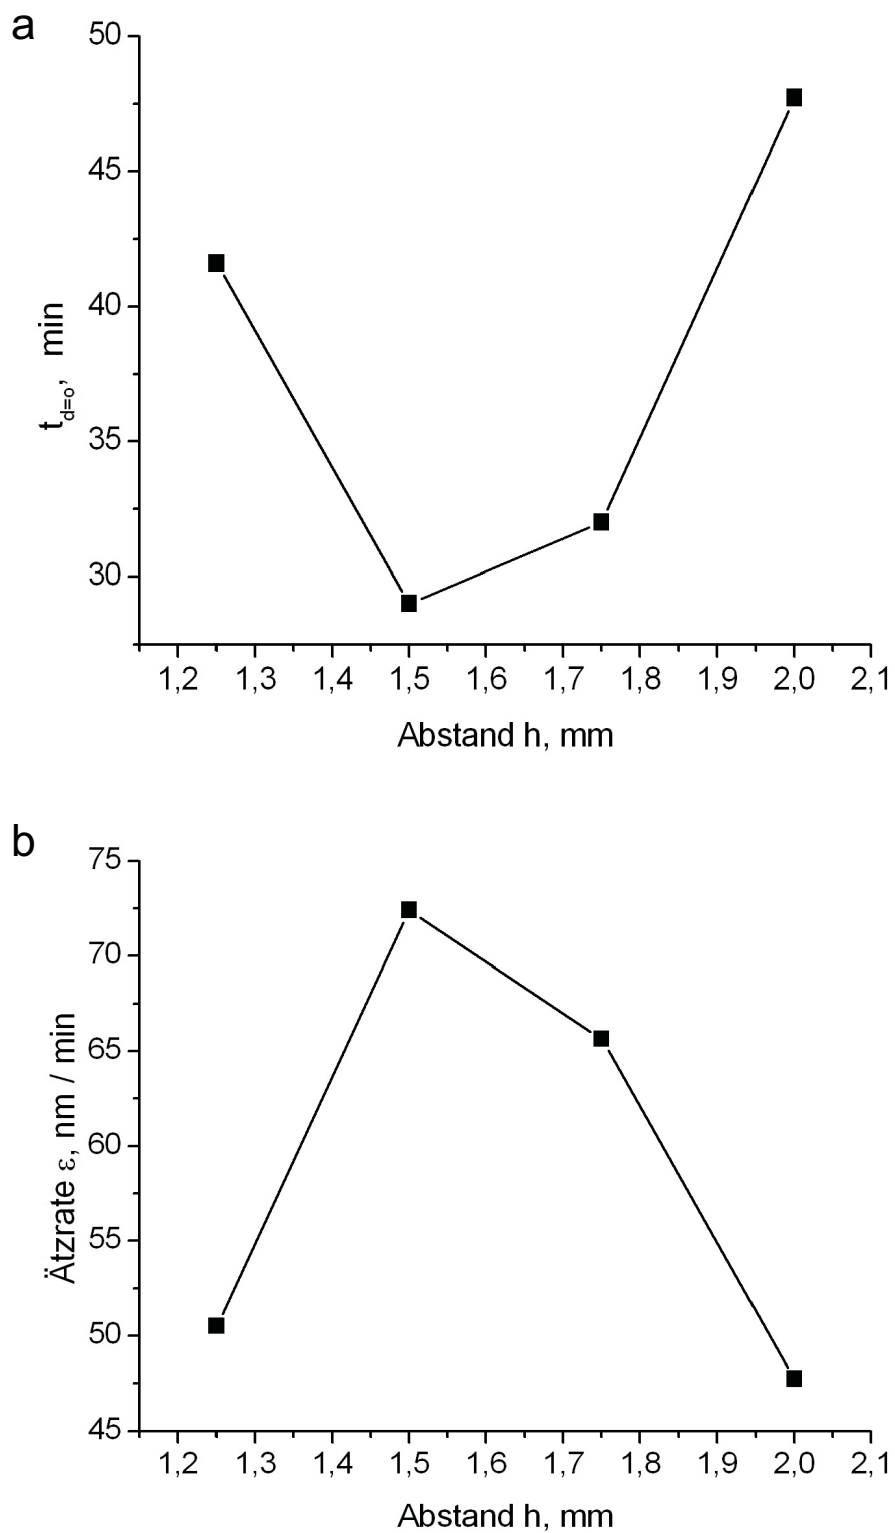 a
50
45
40
35
30
t_d=o, min
1,2 1,3 1,4 1,5 1,6 1,7 1,8 1,9 2,0 2,1
Abstand h, mm
b
75
70
65
60
55
50
45
Ätzrate ε, nm / min
1,2 1,3 1,4 1,5 1,6 1,7 1,8 1,9 2,0 2,1
Abstand h, mm